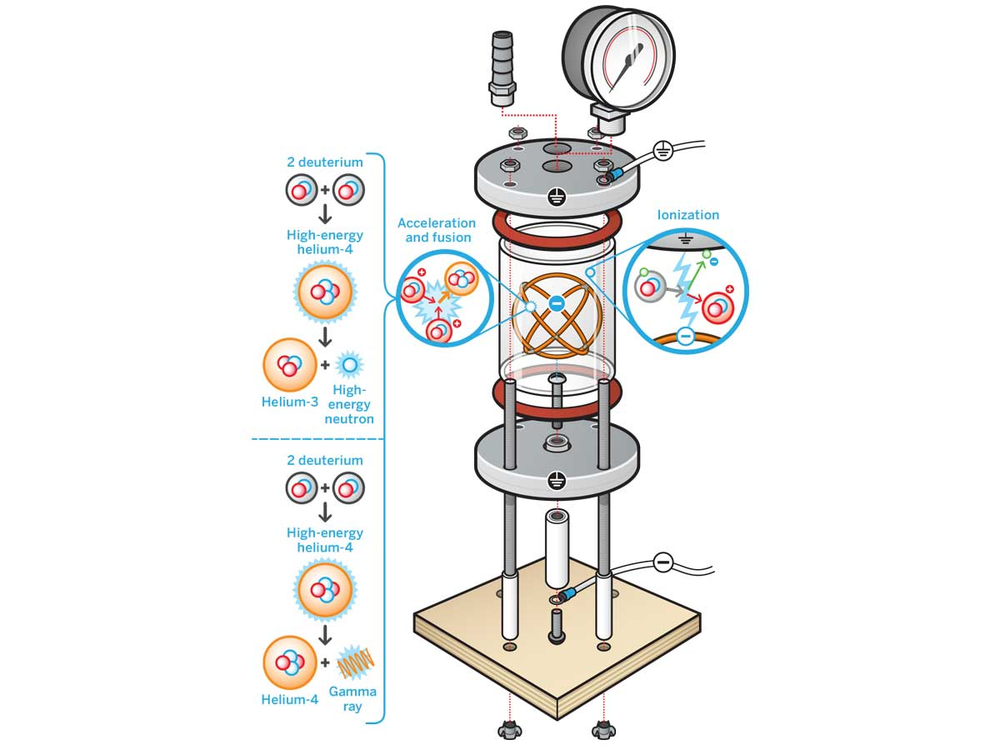 2 deuterium
+
High-energy
helium-4
+
Helium-3
High-
energy
neutron
2 deuterium
+
High-energy
helium-4
+
Helium-4
Gamma
ray
Acceleration
and fusion
+
+
−
Ionization
−
+
−
−